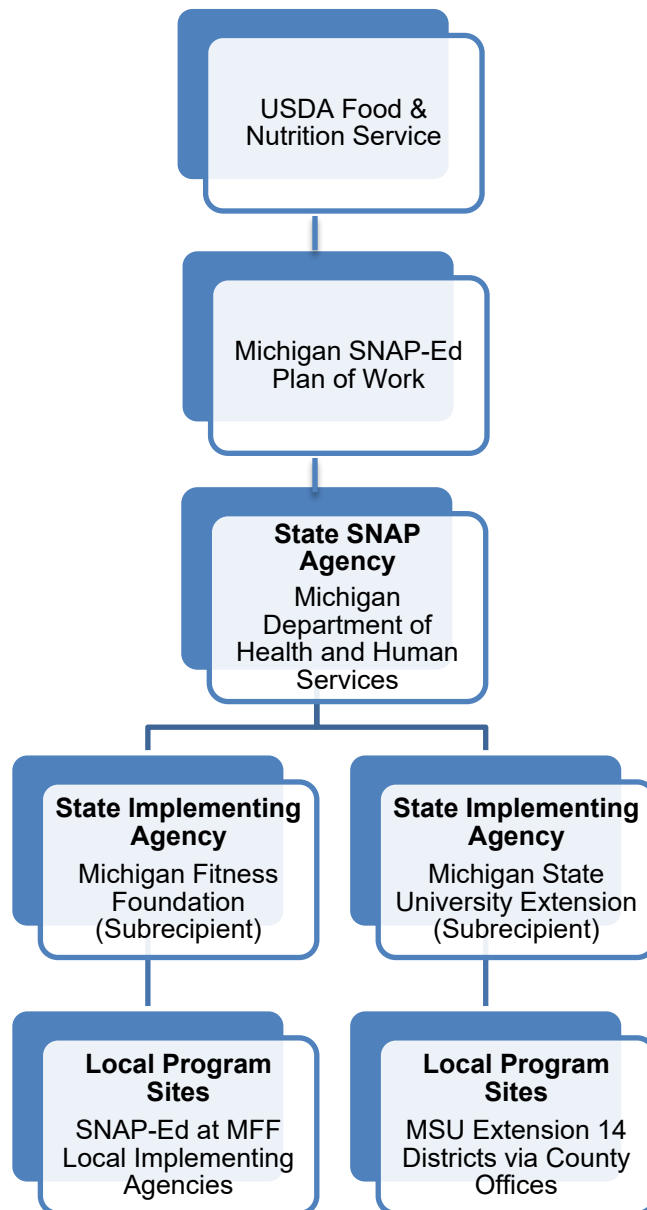 USDA Food &
Nutrition Service
Michigan SNAP-Ed
Plan of Work
State SNAP
Agency
Michigan
Department of
Health and Human
Services
State Implementing
Agency
Michigan Fitness
Foundation
(Subrecipient)
State Implementing
Agency
Michigan State
University Extension
(Subrecipient)
Local Program
Sites
SNAP-Ed at MFF
Local Implementing
Agencies
Local Program
Sites
MSU Extension 14
Districts via County
Offices